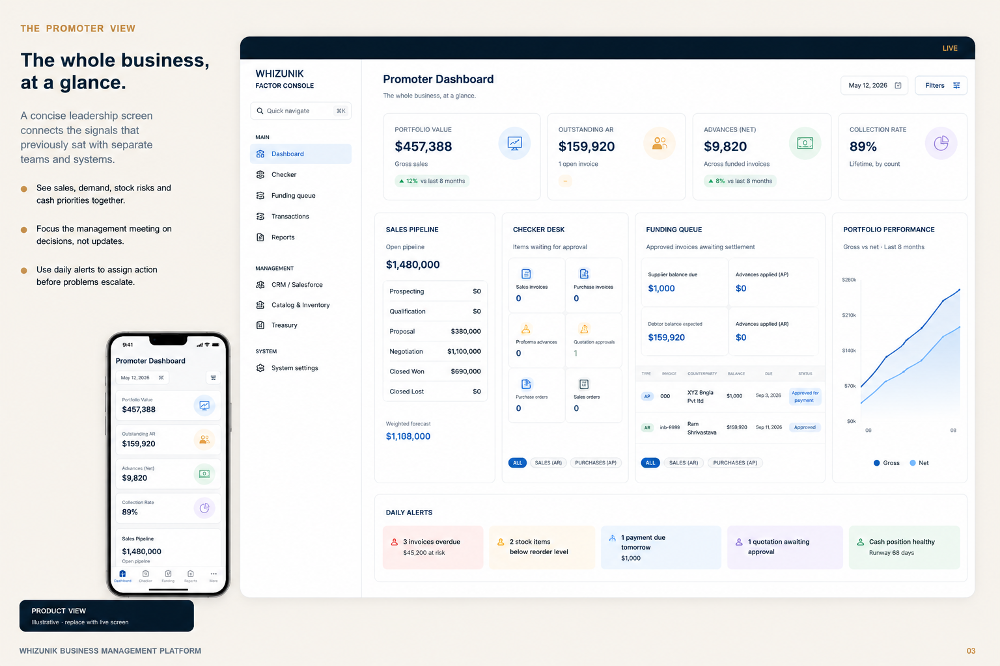 THE PROMOTER VIEW
The whole business,
at a glance.
A concise leadership screen
connects the signals that
previously sat with separate
teams and systems.
See sales, demand, stock risks and
cash priorities together.
Focus the management meeting on
decisions, not updates.
Use daily alerts to assign action
before problems escalate.
9:41
Promoter Dashboard
May 12, 2026
Portfolio Value
$457,388
Outstanding AR
$159,920
Advances (Net)
$9,820
Collection Rate
89%
Sales Pipeline
$1,480,000
Open pipeline
Dashboard
Checker
Funding
Reports
More
PRODUCT VIEW
Illustrative · replace with live screen
LIVE
WHIZUNIK
FACTOR CONSOLE
Quick navigate
⌘K
MAIN
Dashboard
Checker
Funding queue
Transactions
Reports
MANAGEMENT
CRM / Salesforce
Catalog & Inventory
Treasury
SYSTEM
System settings
Promoter Dashboard
The whole business, at a glance.
May 12, 2026
Filters
PORTFOLIO VALUE
$457,388
Gross sales
▲ 12% vs last 8 months
OUTSTANDING AR
$159,920
1 open invoice
–
ADVANCES (NET)
$9,820
Across funded invoices
▲ 8% vs last 8 months
COLLECTION RATE
89%
Lifetime, by count
SALES PIPELINE
Open pipeline
$1,480,000
Prospecting $0
Qualification $0
Proposal $380,000
Negotiation $1,100,000
Closed Won $690,000
Closed Lost $0
Weighted forecast
$1,168,000
CHECKER DESK
Items waiting for approval
Sales invoices
0
Purchase invoices
0
Proforma advances
0
Quotation approvals
1
Purchase orders
0
Sales orders
0
ALL SALES (AR) PURCHASES (AP)
FUNDING QUEUE
Approved invoices awaiting settlement
Supplier balance due
$1,000
Advances applied (AP)
$0
Debtor balance expected
$159,920
Advances applied (AR)
$0
TYPE INVOICE COUNTERPARTY BALANCE DUE STATUS
AP 000 XYZ Bngla Pvt ltd $1,000 Sep 3, 2026 Approved for payment
AR inb-9999 Ram Shrivastava $159,920 Sep 11, 2026 Approved
ALL SALES (AR) PURCHASES (AP)
PORTFOLIO PERFORMANCE
Gross vs net · Last 8 months
$280k
$210k
$140k
$70k
$0k
08 08
Gross Net
DAILY ALERTS
3 invoices overdue
$45,200 at risk
2 stock items
below reorder level
1 payment due
tomorrow
$1,000
1 quotation awaiting
approval
Cash position healthy
Runway 68 days
WHIZUNIK BUSINESS MANAGEMENT PLATFORM
03